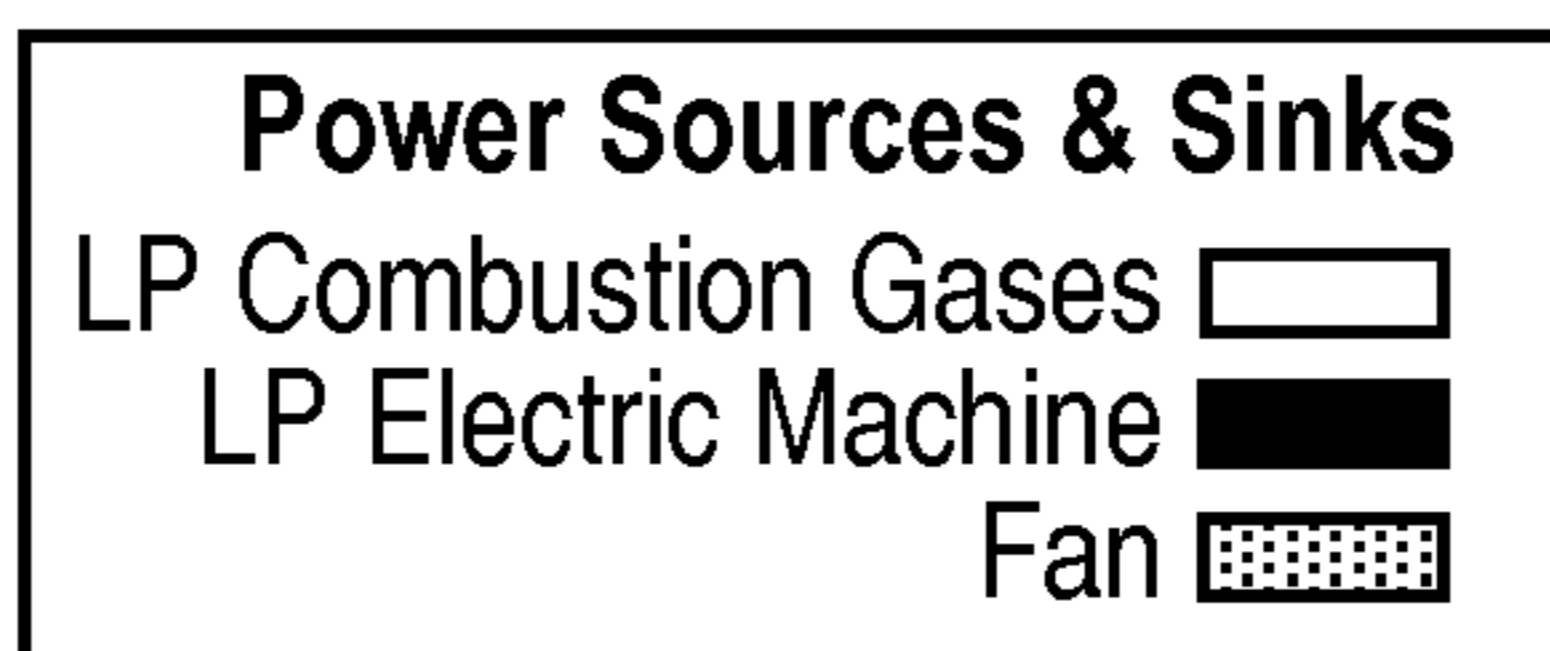 Power Sources & Sinks
LP Combustion Gases
LP Electric Machine
Fan